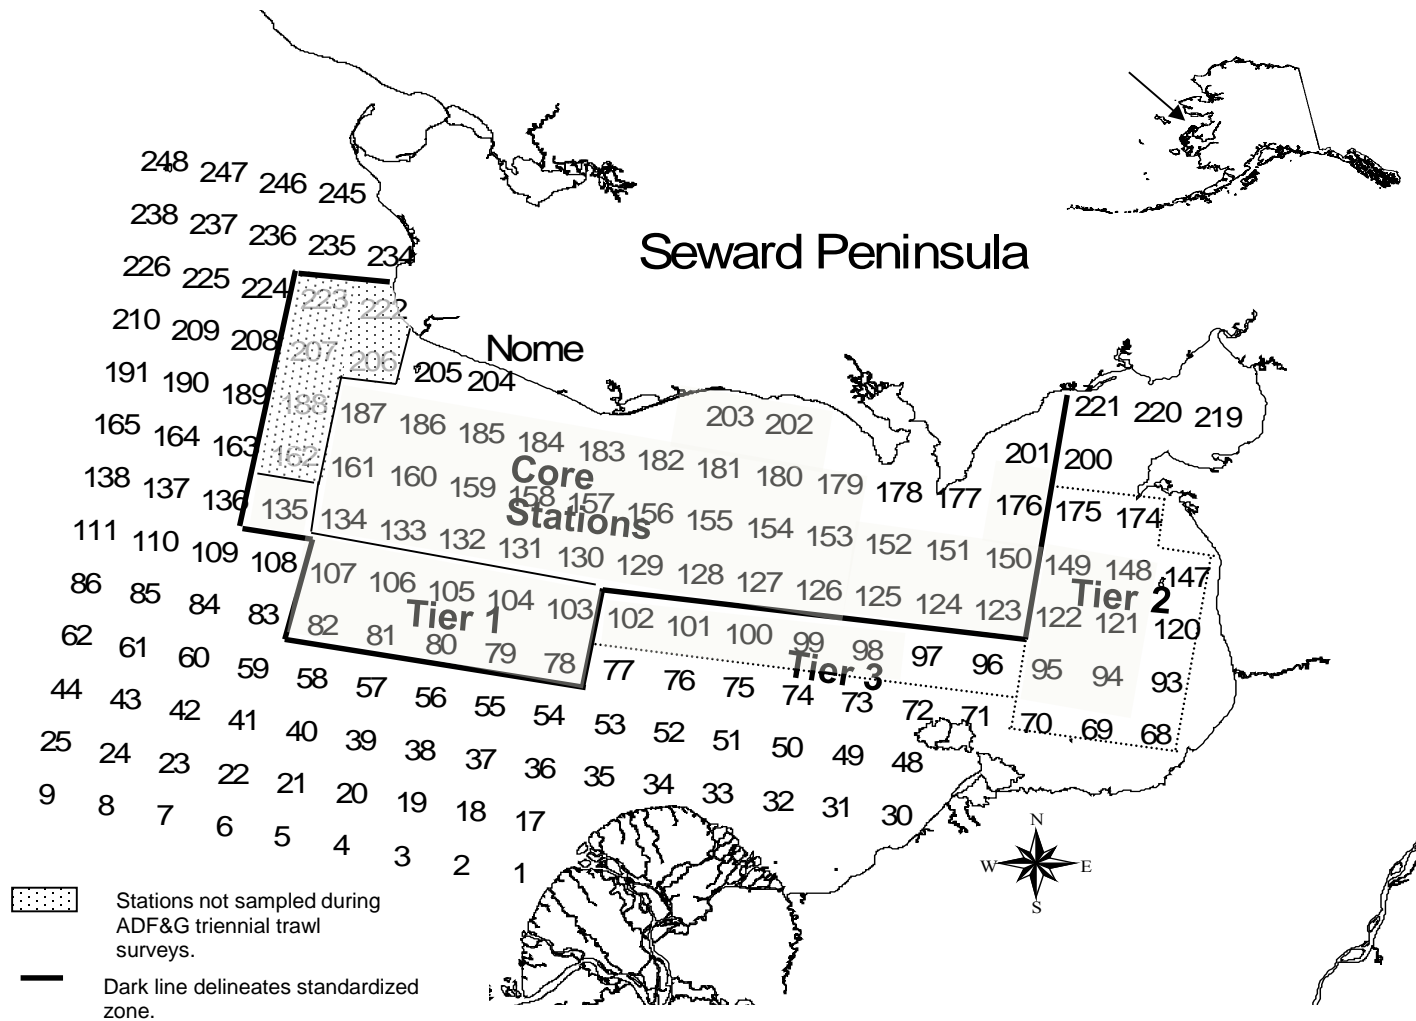 248 247 246 245
238 237 236 235 234
Seward Peninsula
226 225 224 223 222
210 209 208 207 206 205 204
Nome
191 190 189 188 187 186 185 184 183 182 181 180 179 178 177 176 175 174
203 202
221 220 219
201 200
165 164 163 162 161 160 159 158 157 156 155 154 153 152 151 150 149 148 147
Core
Stations
138 137 136 135 134 133 132 131 130 129 128 127 126 125 124 123 122 121 120
Tier 2
111 110 109 108 107 106 105 104 103 102 101 100 99 98 97 96 95 94 93
Tier 1
Tier 3
86 85 84 83 82 81 80 79 78 77 76 75 74 73 72 71 70 69 68
62 61 60 59 58 57 56 55 54 53 52 51 50 49 48
44 43 42 41 40 39 38 37 36 35 34 33 32 31 30
25 24 23 22 21 20 19 18 17
9 8 7 6 5 4 3 2 1
N
W E
S
Stations not sampled during
ADF&G triennial trawl
surveys.
Dark line delineates standardized
zone.